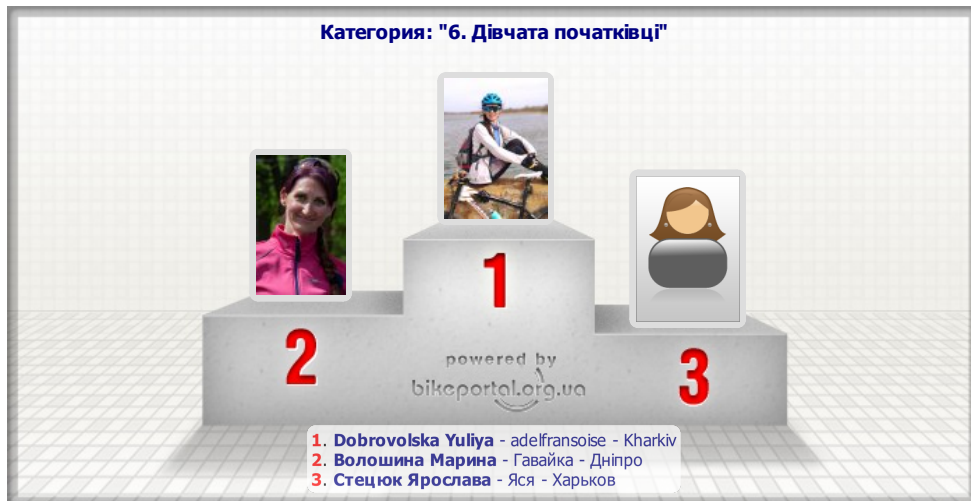 Категория: "6. Дівчата початківці"
1
2
3
powered by
bikeportal.org.ua
1. Dobrovolska Yuliya - adelfransoise - Kharkiv
2. Волошина Марина - Гавайка - Дніпро
3. Стецюк Ярослава - Яся - Харьков